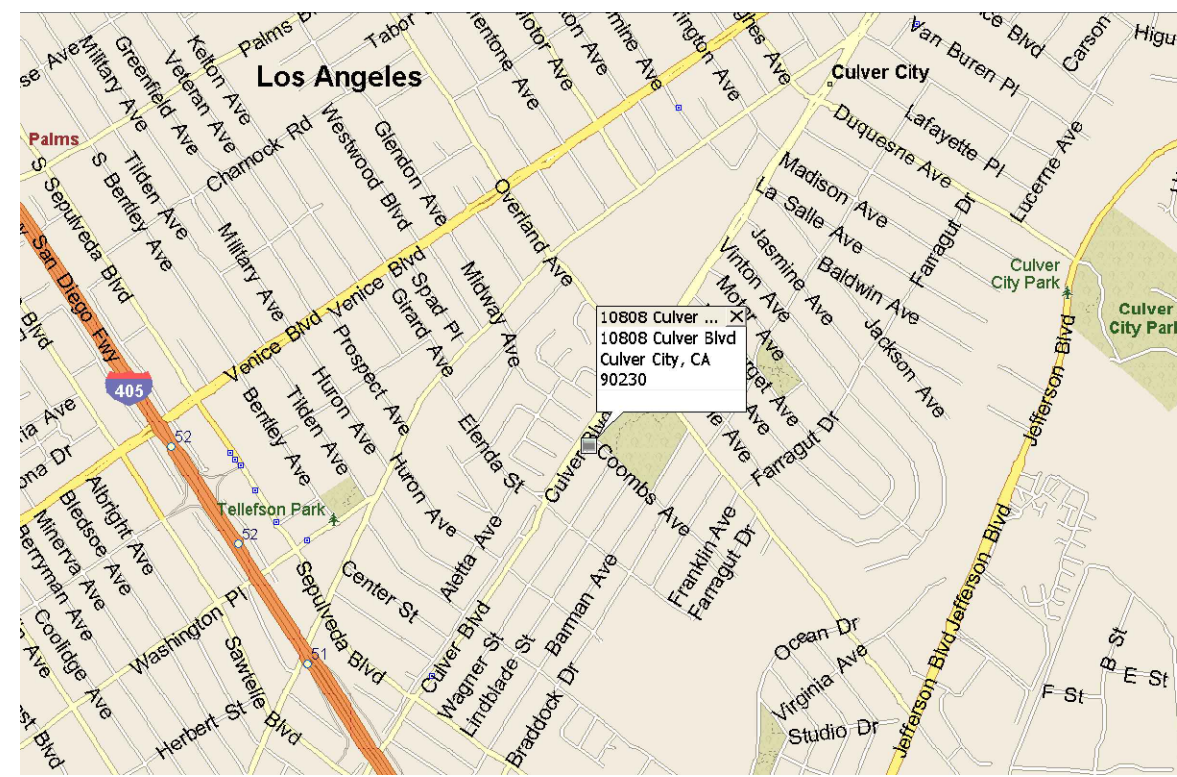 Palms Blvd
Tabor
Glentone Ave
Motor Ave
Hughes Ave
Van Buren Pl
Carson
Higu
Military Ave
Greenfield Ave
Veteran Ave
Kelton Ave
Los Angeles
Culver City
Palms
Charnock Rd
Westwood Blvd
Glendon Ave
Duquesne Ave
Lafayette Pl
Lucerne Ave
S Sepulveda Blvd
S Bentley Ave
Tilden Ave
Military Ave
Overland Ave
Madison Ave
La Salle Ave
Farragut Dr
San Diego Fwy
Venice Blvd
Venice Blvd
Spad Pl
Girard Ave
Midway Ave
Vinton Ave
Jasmine Ave
Baldwin Ave
Motor Ave
Jackson Ave
Culver
City Park
Culver
City Park
10808 Culver ...
10808 Culver Blvd
Culver City, CA
90230
405
Jefferson Blvd
Prospect Ave
Huron Ave
Tilden Ave
Bentley Ave
Farragut Dr
52
Elenda St
Culver Blvd
Coombs Ave
Huron Ave
Tellefson Park
52
Albright Ave
Bledsoe Ave
Minerva Ave
Berryman Ave
Coolidge Ave
Aletta Ave
Center St
Franklin Ave
Farragut Dr
Barman Ave
Jefferson Blvd
Washington Pl
Sepulveda Blvd
51
Culver Blvd
Wagner St
Lindblade St
Braddock Dr
Ocean Dr
Virginia Ave
Studio Dr
Jefferson Blvd
B St
E St
F St
Herbert St
Sawtelle Blvd